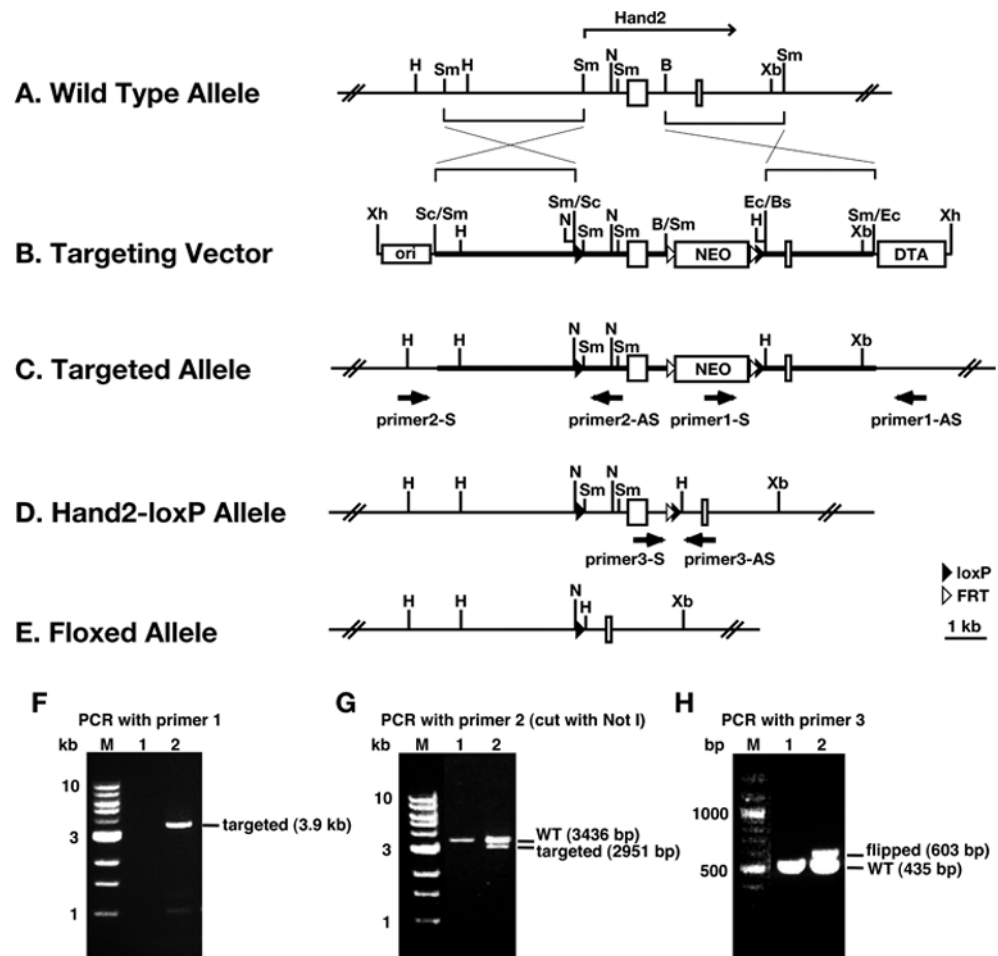 Hand2
H Sm H Sm N Sm B Xb Sm
A. Wild Type Allele
Xh Sc/Sm H Sm/Sc N Sm N Sm B/Sm Ec/Bs H Sm/Ec Xb Xh
B. Targeting Vector
ori NEO DTA
H H N Sm N Sm H Xb
C. Targeted Allele
NEO
primer2-S primer2-AS primer1-S primer1-AS
H H N Sm N Sm H Xb
D. Hand2-loxP Allele
primer3-S primer3-AS
loxP
FRT
1 kb
H H N H Xb
E. Floxed Allele
F
PCR with primer 1
kb M 1 2
10
3
1
targeted (3.9 kb)
G
PCR with primer 2 (cut with Not I)
kb M 1 2
10
3
1
WT (3436 bp)
targeted (2951 bp)
H
PCR with primer 3
bp M 1 2
1000
500
flipped (603 bp)
WT (435 bp)